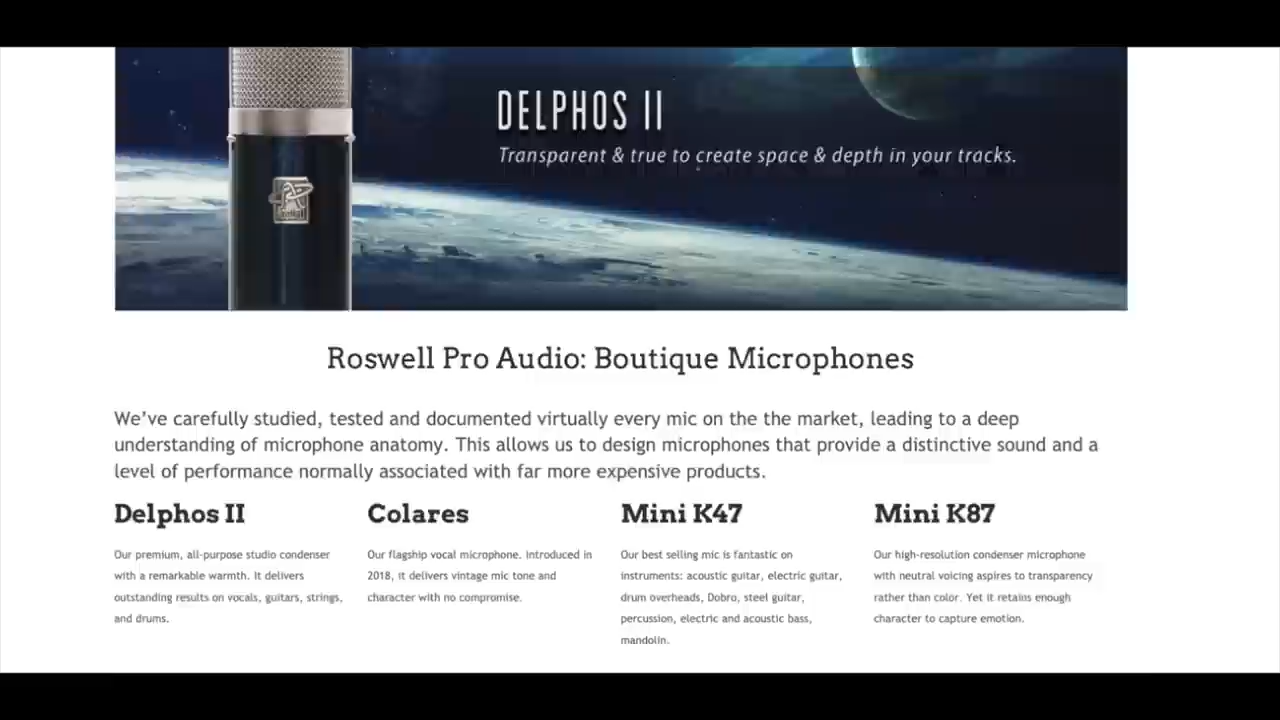 DELPHOS II
Transparent & true to create space & depth in your tracks.
Roswell Pro Audio: Boutique Microphones
We've carefully studied, tested and documented virtually every mic on the the market, leading to a deep
understanding of microphone anatomy. This allows us to design microphones that provide a distinctive sound and a
level of performance normally associated with far more expensive products.
Delphos II
Our premium, all-purpose studio condenser
with a remarkable warmth. It delivers
outstanding results on vocals, guitars, strings,
and drums.
Colares
Our flagship vocal microphone. Introduced in
2018, it delivers vintage mic tone and
character with no compromise.
Mini K47
Our best selling mic is fantastic on
instruments: acoustic guitar, electric guitar,
drum overheads, Dobro, steel guitar,
percussion, electric and acoustic bass,
mandolin.
Mini K87
Our high-resolution condenser microphone
with neutral voicing aspires to transparency
rather than color. Yet it retains enough
character to capture emotion.